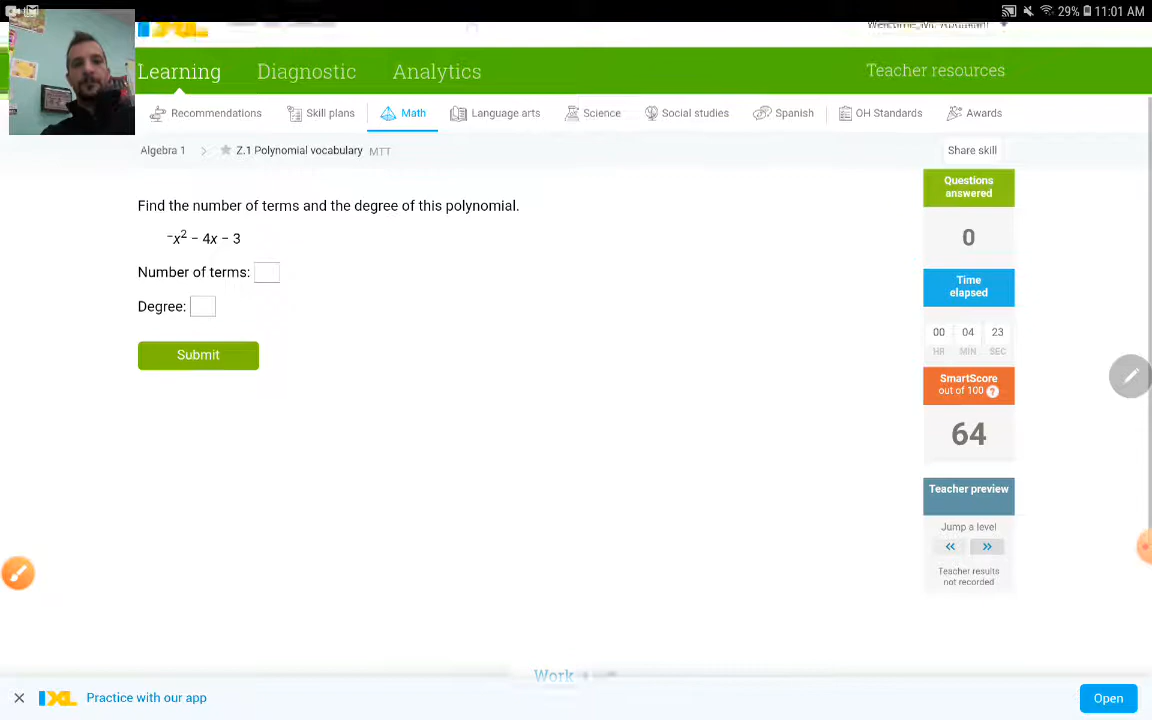 29% 11:01 AM
IXL
Learning Diagnostic Analytics Teacher resources
Recommendations Skill plans Math Language arts Science Social studies Spanish OH Standards Awards
Algebra 1 > Z.1 Polynomial vocabulary MTT Share skill
Find the number of terms and the degree of this polynomial.
-x² − 4x − 3
Number of terms:
Degree:
Submit
Questions
answered
0
Time
elapsed
00 04 23
HR MIN SEC
SmartScore
out of 100 ?
64
Teacher preview
Jump a level
<< >>
Teacher results
not recorded
Work
× IXL Practice with our app Open